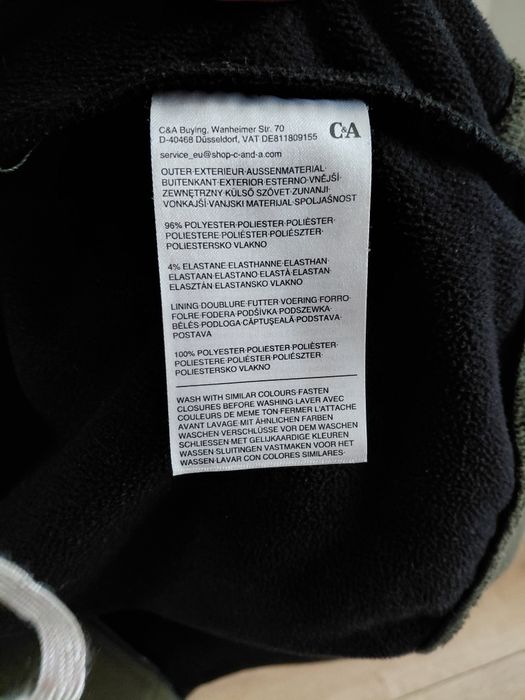 C&A Buying, Wanheimer Str. 70
D-40468 Düsseldorf, VAT DE811809155
C&A
service_eu@shop-c-and-a.com
OUTER·EXTERIEUR·AUSSENMATERIAL·
BUITENKANT·EXTERIOR·ESTERNO·VNĚJŠÍ·
ZEWNĘTRZNY·KÜLSŐ SZÖVET·ZUNANJI·
VONKAJŠÍ·VANJSKI MATERIJAL·SPOLJAŠNOST
96% POLYESTER·POLIESTER·POLIÈSTER·
POLIESTERE·POLIÉSTER·POLIÉSZTER·
POLIESTERSKO VLAKNO
4% ELASTANE·ELASTHANNE·ELASTHAN·
ELASTAAN·ELASTANO·ELASTÀ·ELASTAN·
ELASZTÁN·ELASTANSKO VLAKNO
LINING·DOUBLURE·FUTTER·VOERING·FORRO·
FOLRE·FODERA·PODŠÍVKA·PODSZEWKA·
BÉLÉS·PODLOGA·CĂPTUŞEALĂ·PODSTAVA·
POSTAVA
100% POLYESTER·POLIESTER·POLIÈSTER·
POLIESTERE·POLIÉSTER·POLIÉSZTER·
POLIESTERSKO VLAKNO
WASH WITH SIMILAR COLOURS·FASTEN
CLOSURES BEFORE WASHING·LAVER AVEC
COULEURS DE MEME TON·FERMER L'ATTACHE
AVANT LAVAGE·MIT ÄHNLICHEN FARBEN
WASCHEN·VERSCHLÜSSE VOR DEM WASCHEN
SCHLIESSEN·MET GELIJKAARDIGE KLEUREN
WASSEN·SLUITINGEN VASTMAKEN VOOR HET
WASSEN·LAVAR CON COLORES SIMILARES·